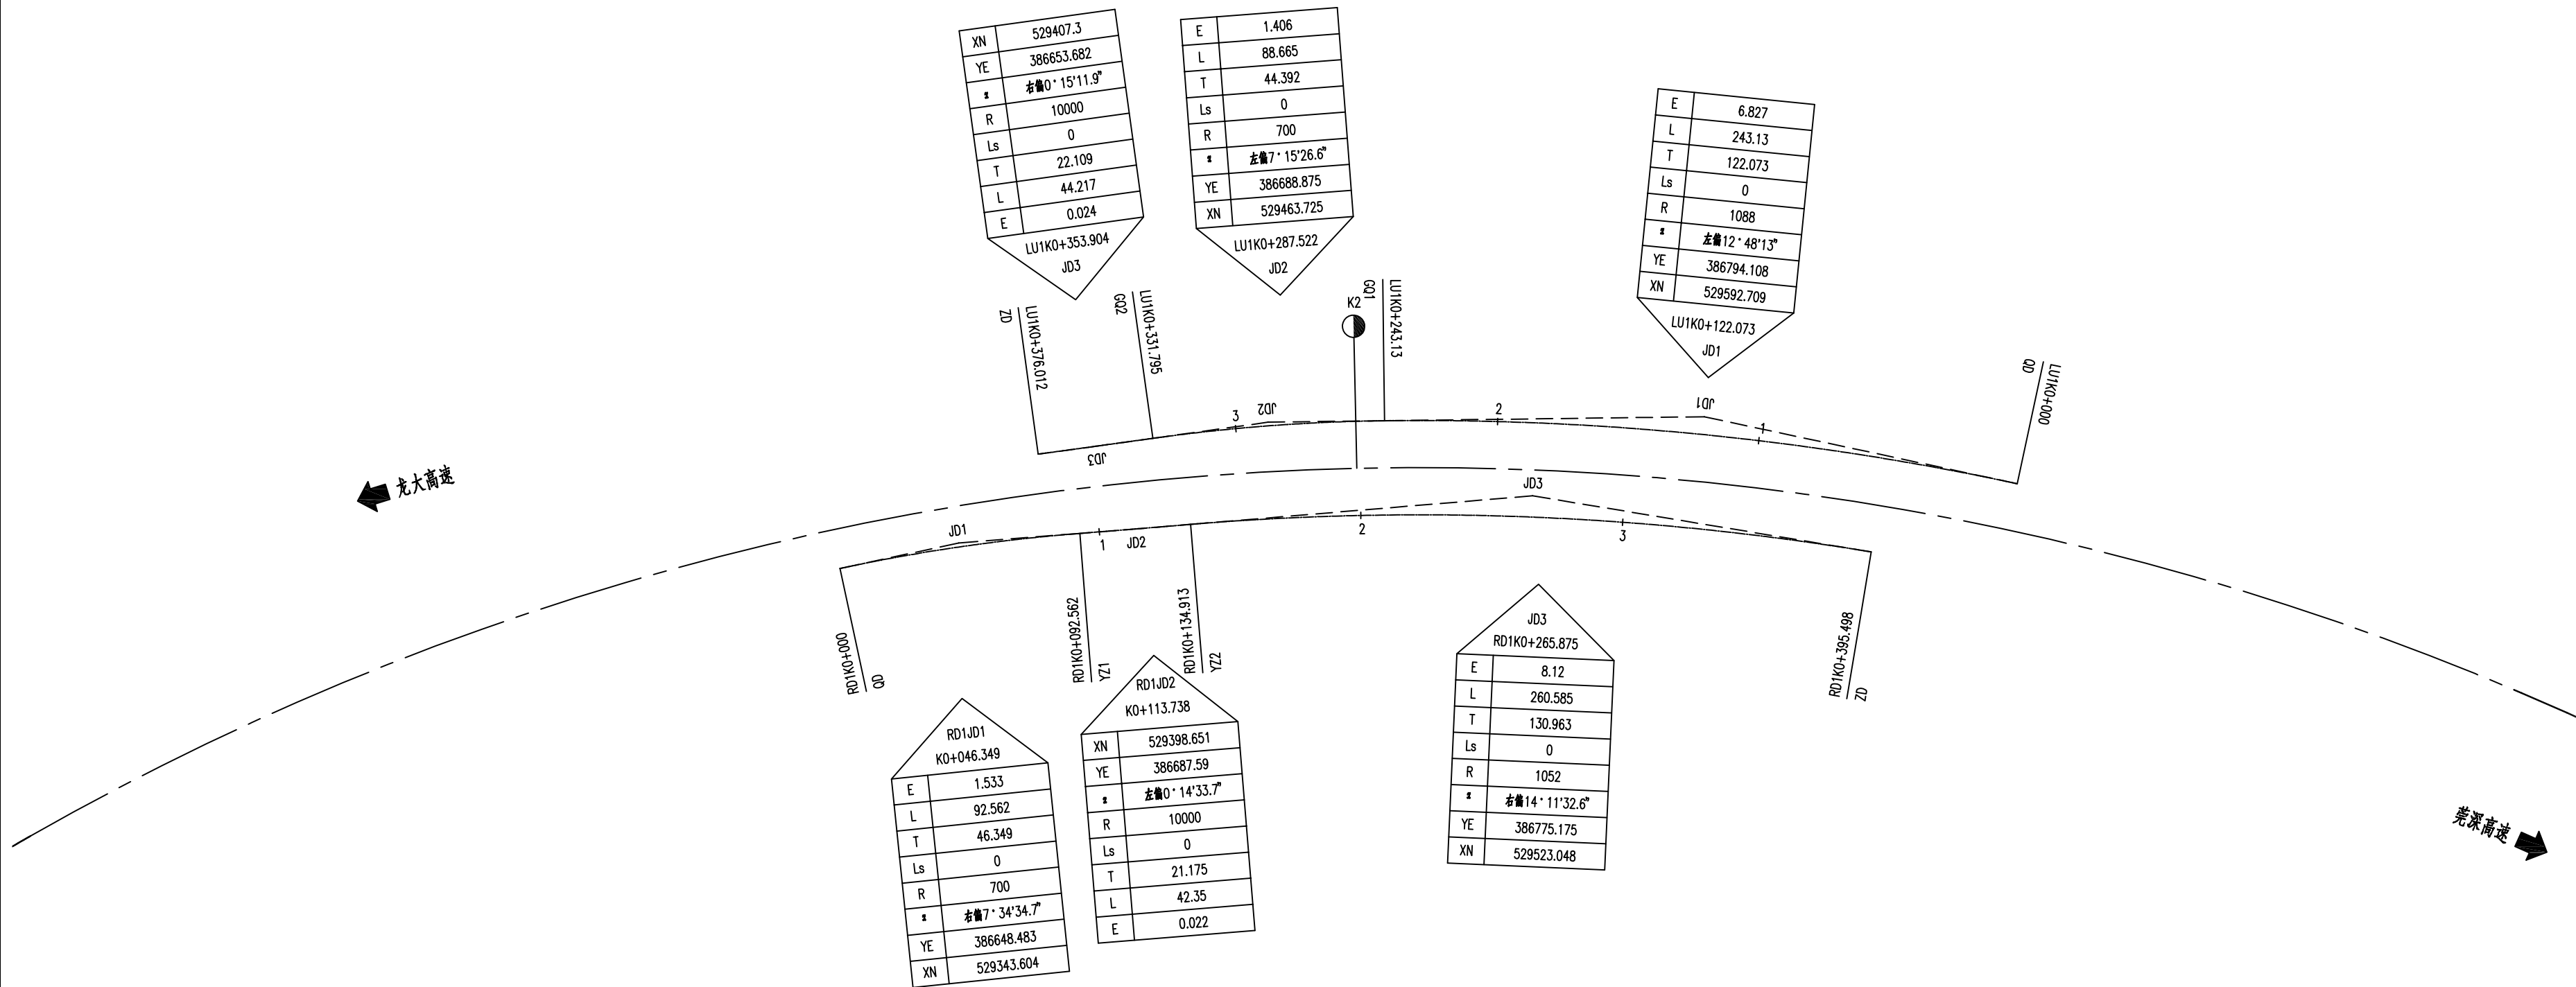 XN 529407.3
YE 386653.682
α 右偏0°15'11.9"
R 10000
Ls 0
T 22.109
L 44.217
E 0.024
LU1K0+353.904
JD3
E 1.406
L 88.665
T 44.392
Ls 0
R 700
α 左偏7°15'26.6"
YE 386688.875
XN 529463.725
LU1K0+287.522
JD2
E 6.827
L 243.13
T 122.073
Ls 0
R 1088
α 左偏12°48'13"
YE 386794.108
XN 529592.709
LU1K0+122.073
JD1
ZD
LU1K0+376.012
GQ2
LU1K0+331.795
K2
GQ1
LU1K0+243.13
QD
LU1K0+000
JD3
3
JD2
2
JD1
1
龙大高速
JD1
1
JD2
2
JD3
3
RD1K0+000
QD
RD1K0+092.562
YZ1
RD1K0+134.913
YZ2
RD1K0+395.498
ZD
RD1JD1
K0+046.349
E 1.533
L 92.562
T 46.349
Ls 0
R 700
α 右偏7°34'34.7"
YE 386648.483
XN 529343.604
RD1JD2
K0+113.738
XN 529398.651
YE 386687.59
α 左偏0°14'33.7"
R 10000
Ls 0
T 21.175
L 42.35
E 0.022
JD3
RD1K0+265.875
E 8.12
L 260.585
T 130.963
Ls 0
R 1052
α 右偏14°11'32.6"
YE 386775.175
XN 529523.048
莞深高速